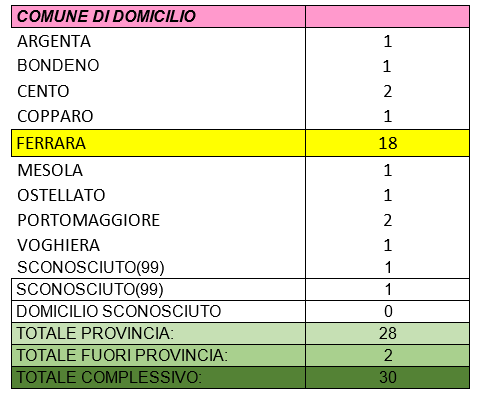 COMUNE DI DOMICILIO
ARGENTA 1
BONDENO 1
CENTO 2
COPPARO 1
FERRARA 18
MESOLA 1
OSTELLATO 1
PORTOMAGGIORE 2
VOGHIERA 1
SCONOSCIUTO(99) 1
SCONOSCIUTO(99) 1
DOMICILIO SCONOSCIUTO 0
TOTALE PROVINCIA: 28
TOTALE FUORI PROVINCIA: 2
TOTALE COMPLESSIVO: 30